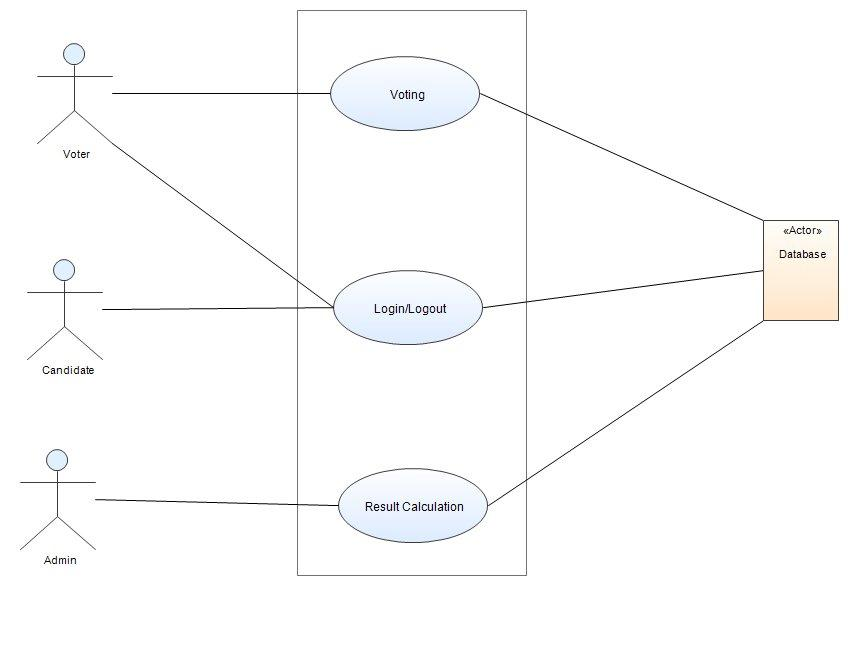 Voting
«Actor»
Database
Voter
Login/Logout
Candidate
Result Calculation
Admin